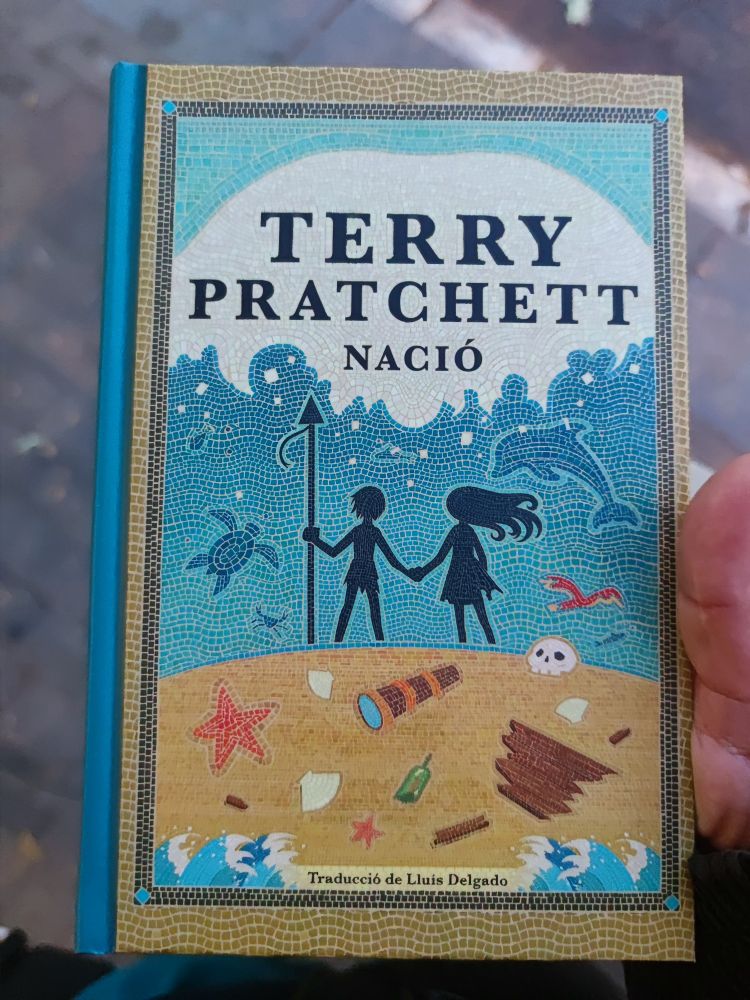 TERRY
PRATCHETT
NACIÓ
Traducció de Lluís Delgado